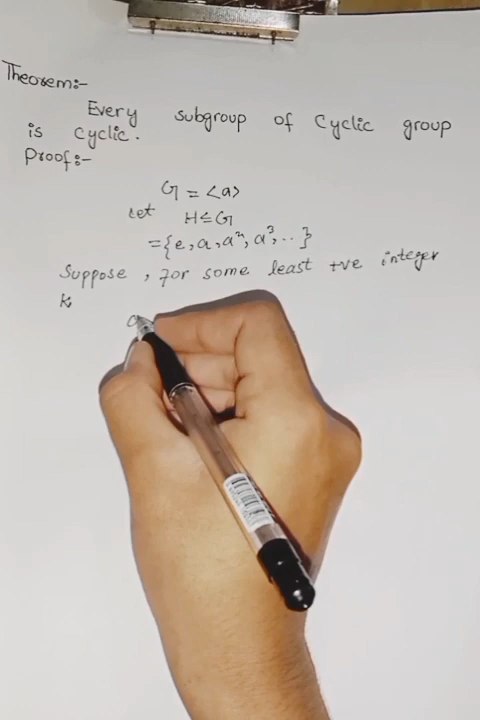 Theorem:-
Every subgroup of Cyclic group
is cyclic.
Proof:-
G = <a>
Let H≤G
={e, a, a², a³, ..}
Suppose, for some least +ve integer
k
a